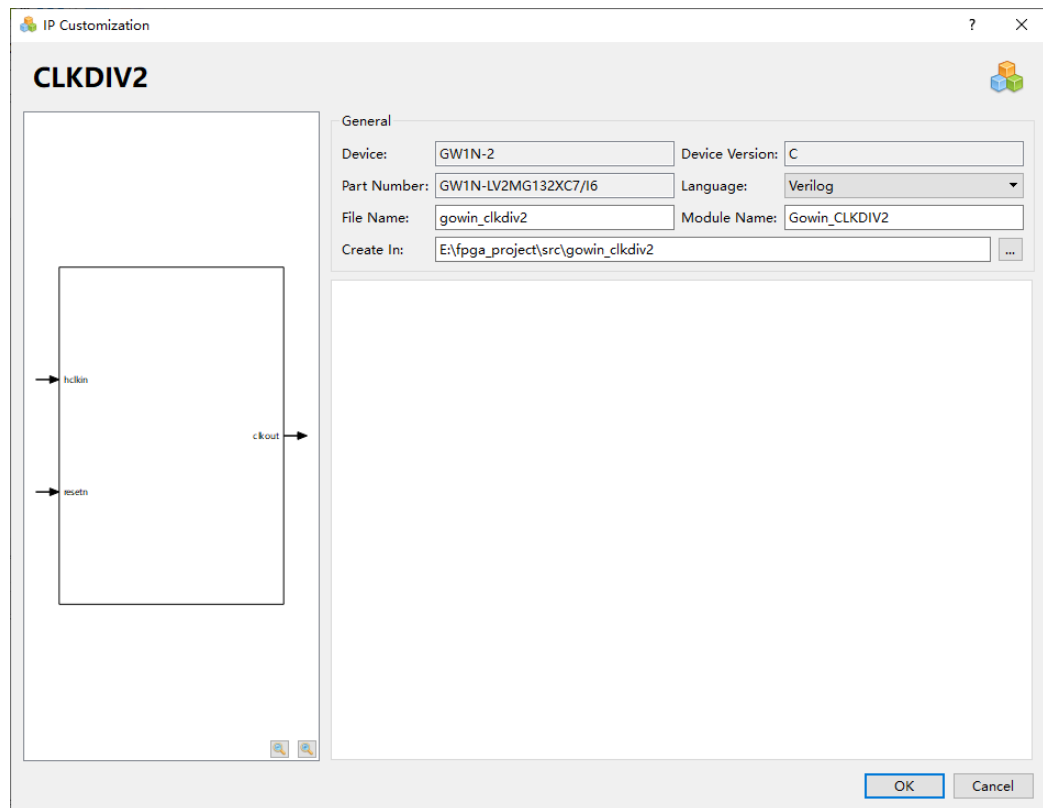 IP Customization
? ×
CLKDIV2
General
Device: GW1N-2 Device Version: C
Part Number: GW1N-LV2MG132XC7/I6 Language: Verilog
File Name: gowin_clkdiv2 Module Name: Gowin_CLKDIV2
Create In: E:\fpga_project\src\gowin_clkdiv2 ...
hclkin
clkout
resetn
OK Cancel